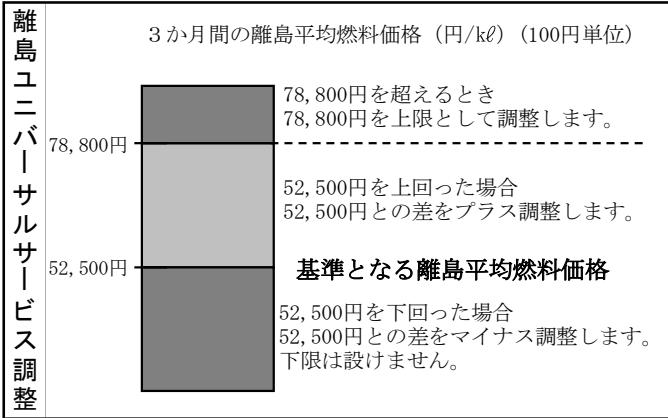 離島ユニバーサルサービス調整
3か月間の離島平均燃料価格（円/kℓ）（100円単位）
78,800円を超えるとき
78,800円を上限として調整します。
78,800円
52,500円を上回った場合
52,500円との差をプラス調整します。
52,500円
基準となる離島平均燃料価格
52,500円を下回った場合
52,500円との差をマイナス調整します。
下限は設けません。